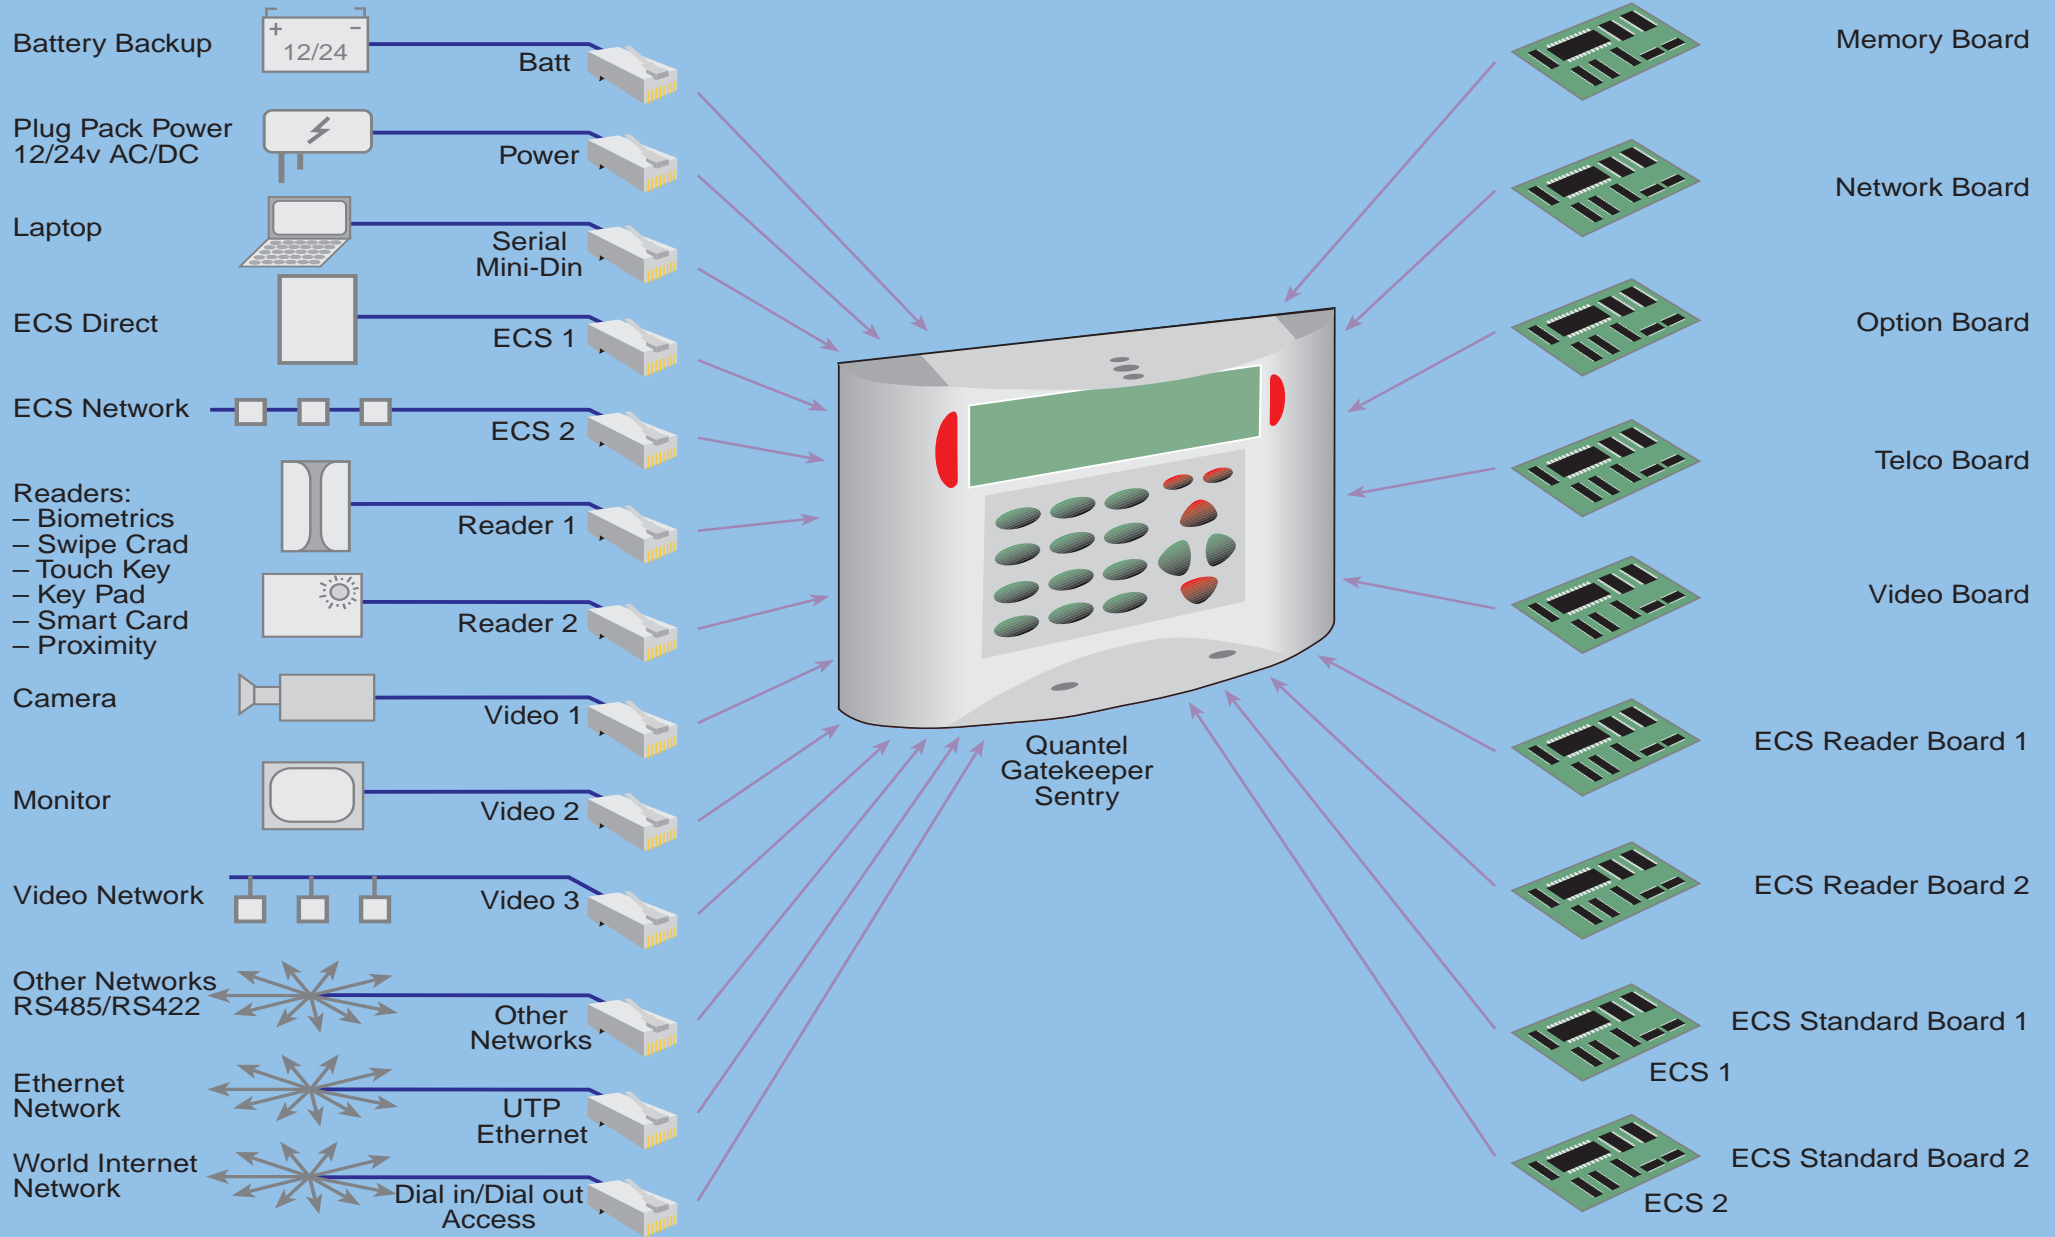 Battery Backup
+ −
12/24
Batt
Plug Pack Power
12/24v AC/DC
Power
Laptop
Serial
Mini-Din
ECS Direct
ECS 1
ECS Network
ECS 2
Readers:
– Biometrics
– Swipe Crad
– Touch Key
– Key Pad
– Smart Card
– Proximity
Reader 1
Reader 2
Camera
Video 1
Monitor
Video 2
Video Network
Video 3
Other Networks
RS485/RS422
Other
Networks
Ethernet
Network
UTP
Ethernet
World Internet
Network
Dial in/Dial out
Access
Quantel
Gatekeeper
Sentry
Memory Board
Network Board
Option Board
Telco Board
Video Board
ECS Reader Board 1
ECS Reader Board 2
ECS Standard Board 1
ECS 1
ECS Standard Board 2
ECS 2